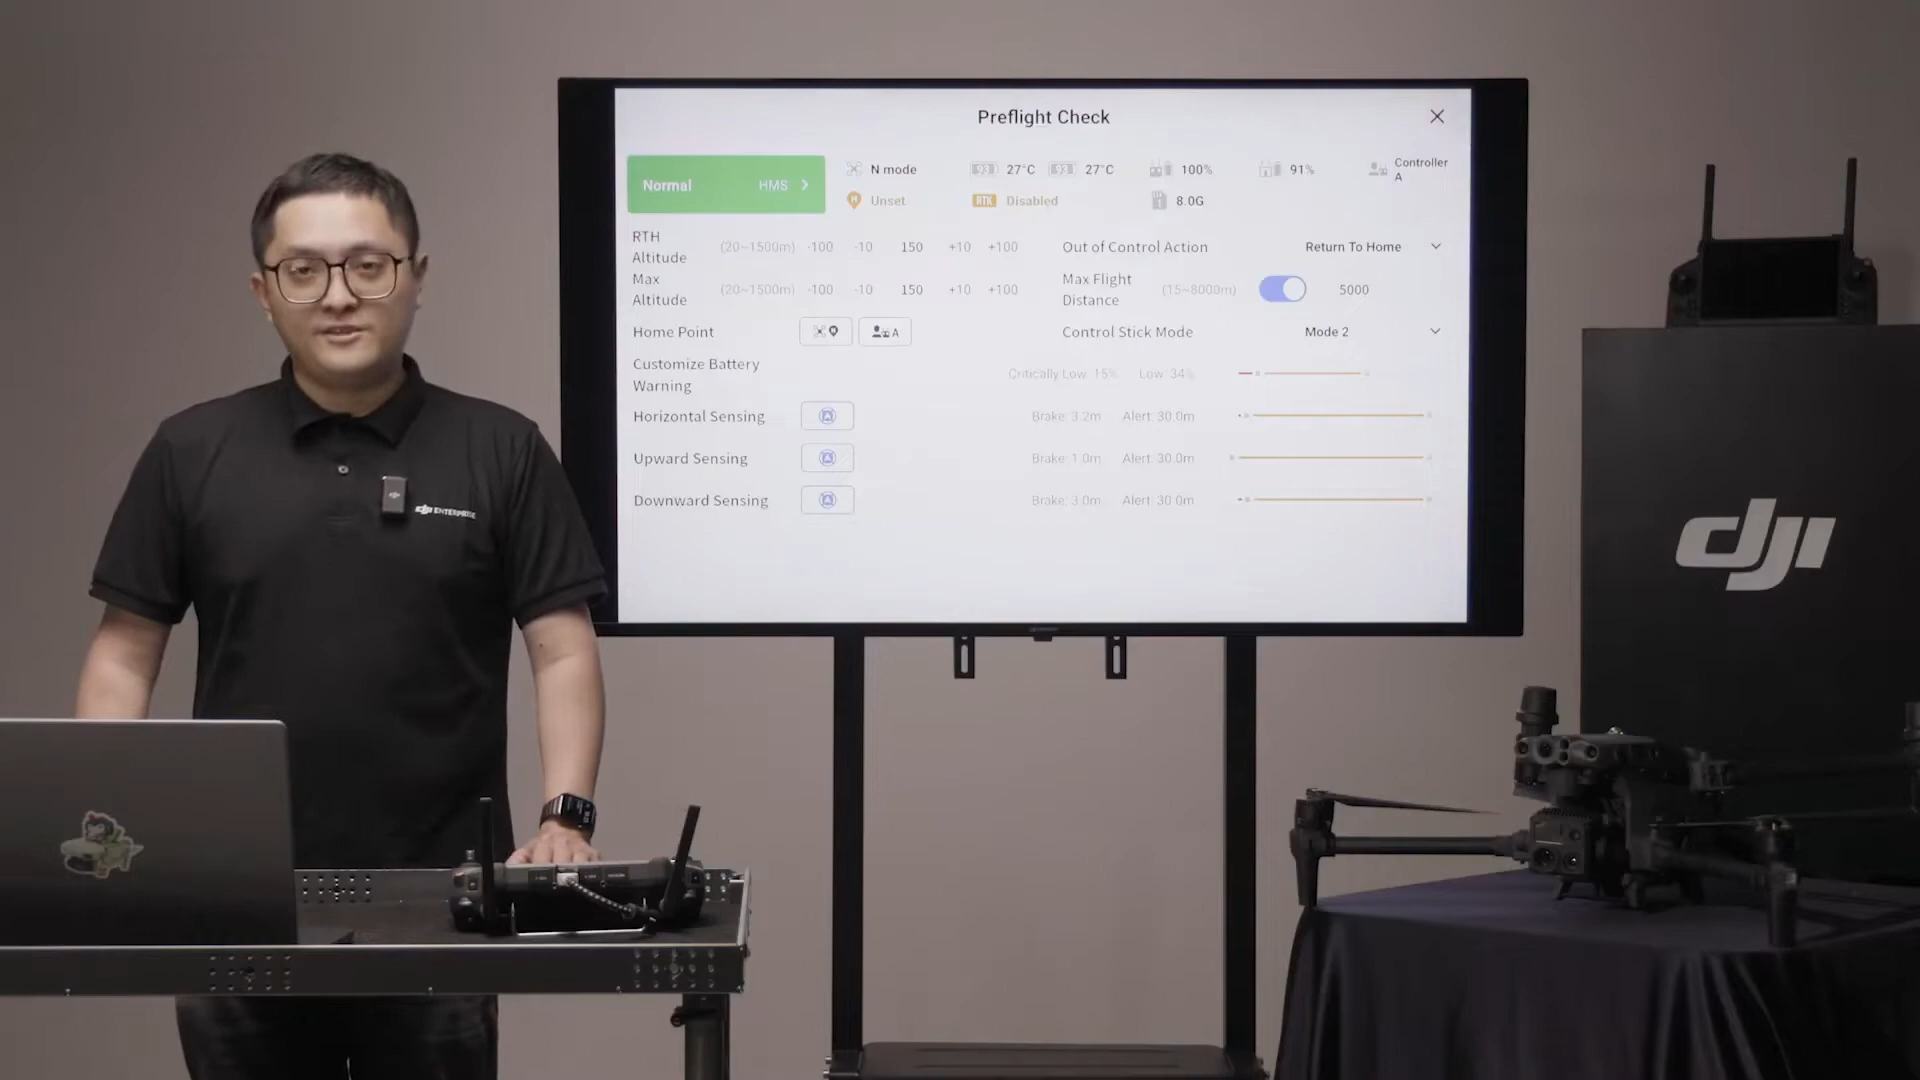 Preflight Check
Normal HMS
N mode 93 27°C 93 27°C 100% 91% Controller A
Unset RTK Disabled 8.0G
RTH Altitude (20~1500m) -100 -10 150 +10 +100 Out of Control Action Return To Home
Max Altitude (20~1500m) -100 -10 150 +10 +100 Max Flight Distance (15~8000m) 5000
Home Point A Control Stick Mode Mode 2
Customize Battery Warning Critically Low: 15% Low: 34%
Horizontal Sensing Brake: 3.2m Alert: 30.0m
Upward Sensing Brake: 1.0m Alert: 30.0m
Downward Sensing Brake: 3.0m Alert: 30.0m
dji ENTERPRISE
dji